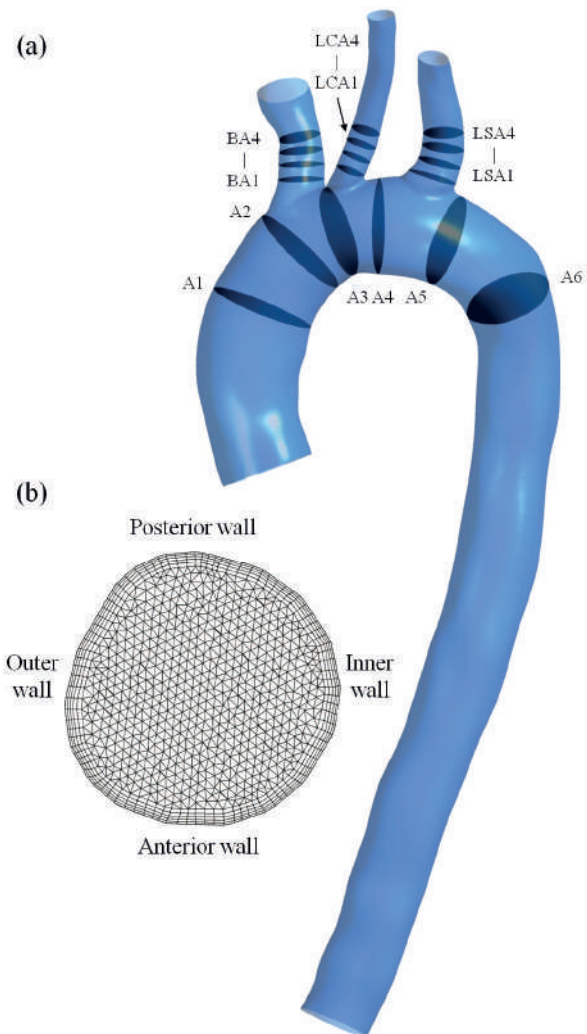 (a)
LCA4
|
LCA1
BA4
|
BA1
LSA4
|
LSA1
A2
A1
A3 A4 A5
A6
(b)
Posterior wall
Outer
wall
Inner
wall
Anterior wall